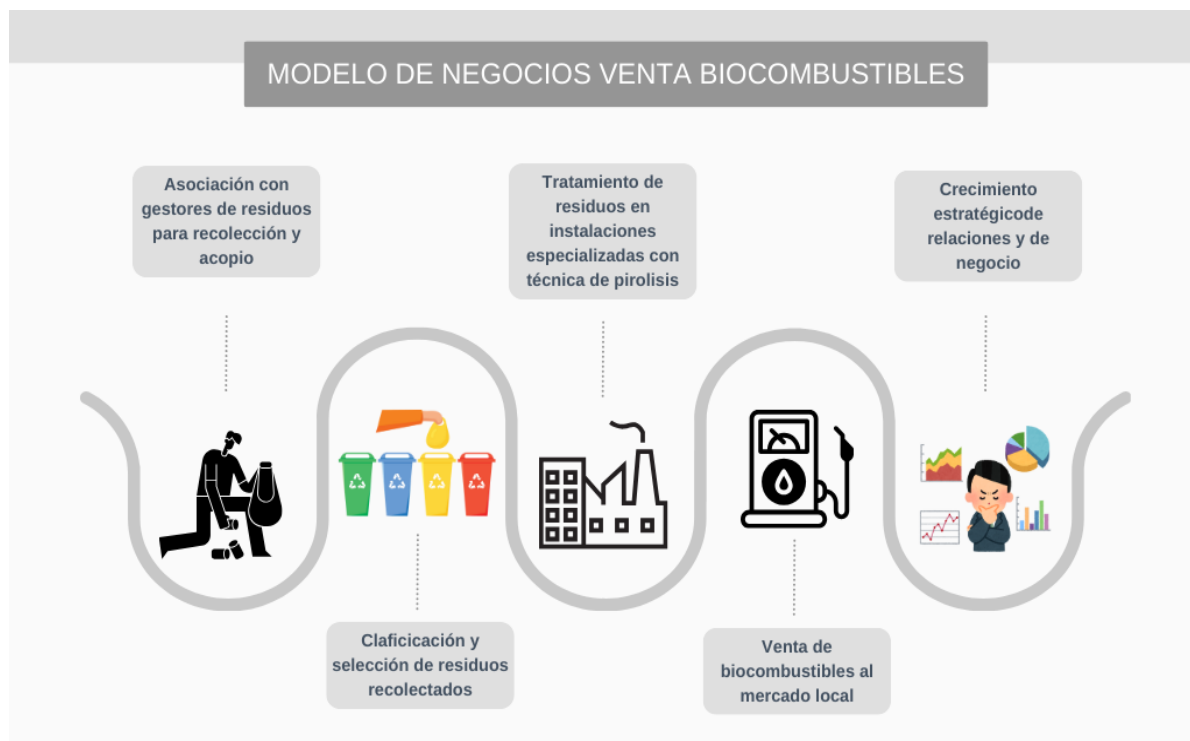 MODELO DE NEGOCIOS VENTA BIOCOMBUSTIBLES
Asociación con
gestores de residuos
para recolección y
acopio
Claficicación y
selección de residuos
recolectados
Tratamiento de
residuos en
instalaciones
especializadas con
técnica de pirolisis
Venta de
biocombustibles al
mercado local
Crecimiento
estratégicode
relaciones y de
negocio